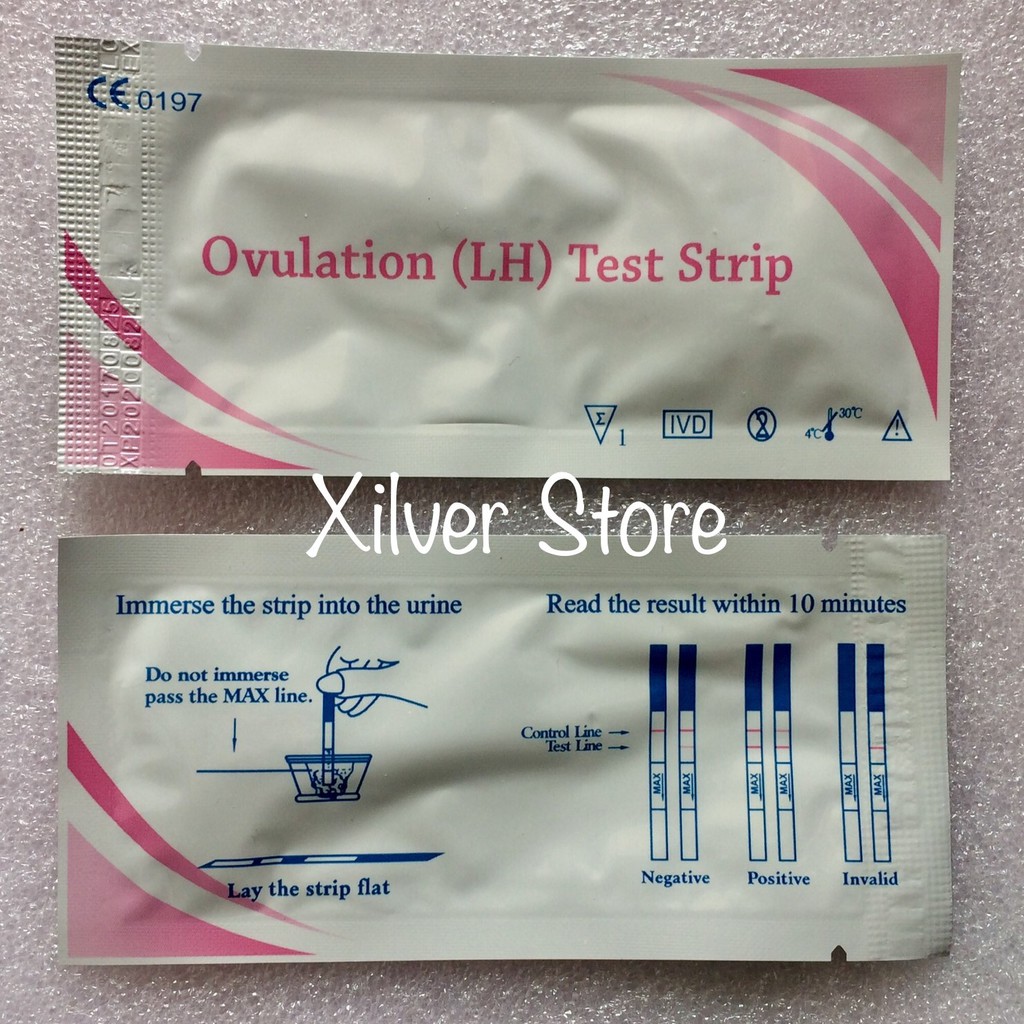 CE 0197
Ovulation (LH) Test Strip
Σ 1
IVD
2
4°C 30°C
Xilver Store
Immerse the strip into the urine
Do not immerse
pass the MAX line.
Lay the strip flat
Read the result within 10 minutes
Control Line
Test Line
MAX MAX MAX MAX MAX MAX
Negative Positive Invalid